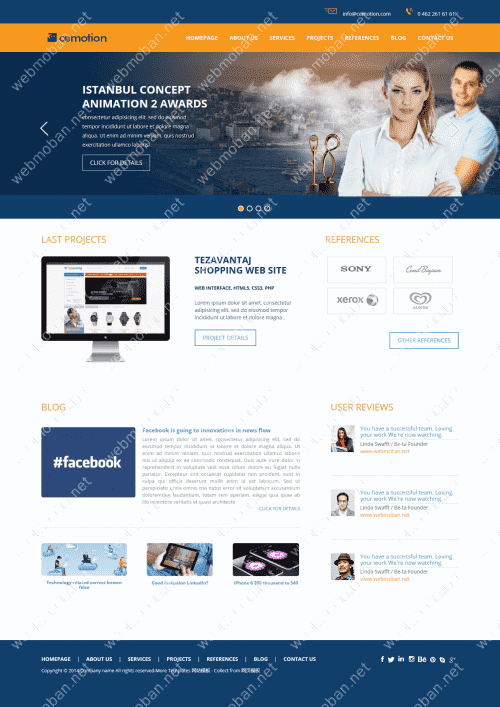 info@cemotion.com
0 462 261 61 61
cemotion
HOMEPAGE ABOUT US SERVICES PROJECTS REFERENCES BLOG CONTACT US
ISTANBUL CONCEPT
ANIMATION 2 AWARDS
consectetur adipisicing elit, sed do eiusmod
tempor incididunt ut labore et dolore magna
aliqua. Ut enim ad minim veniam, quis nostrud
exercitation ullamco laboris
CLICK FOR DETAILS
LAST PROJECTS
TEZAVANTAJ
SHOPPING WEB SITE
WEB INTERFACE, HTML5, CSS3, PHP
Lorem ipsum dolor sit amet, consectetur
adipisicing elit, sed do eiusmod tempor
incididunt ut labore et dolore magna
PROJECT DETAILS
REFERENCES
SONY
xerox
OTHER REFERENCES
BLOG
#facebook
Facebook is going to innovations in news flow
Lorem ipsum dolor sit amet, consectetur adipisicing elit, sed do
eiusmod tempor incididunt ut labore et dolore magna aliqua. Ut
enim ad minim veniam, quis nostrud exercitation ullamco laboris
nisi ut aliquip ex ea commodo consequat. Duis aute irure dolor in
reprehenderit in voluptate velit esse cillum dolore eu fugiat nulla
pariatur. Excepteur sint occaecat cupidatat non proident, sunt in
culpa qui officia deserunt mollit anim id est laborum. Sed ut
perspiciatis unde omnis iste natus error sit voluptatem accusantium
doloremque laudantium, totam rem aperiam, eaque ipsa quae ab
illo inventore veritatis et quasi architecto
CLICK FOR DETAILS
Technology-related correct known
false
Good Invitation LinkedIn?
iPhone 6 25% thousand to 540
USER REVIEWS
You have a successful team. Loving
your work We're now watching.
Linda Swafft / Be-ta Founder
www.webmoban.net
You have a successful team. Loving
your work We're now watching.
Linda Swafft / Be-ta Founder
www.webmoban.net
You have a successful team. Loving
your work We're now watching.
Linda Swafft / Be-ta Founder
www.webmoban.net
HOMEPAGE | ABOUT US | SERVICES | PROJECTS | REFERENCES | BLOG | CONTACT US
Copyright © 2014.Company name All rights reserved.More Templates 网站模板 - Collect from 网页模板
webmoban.net